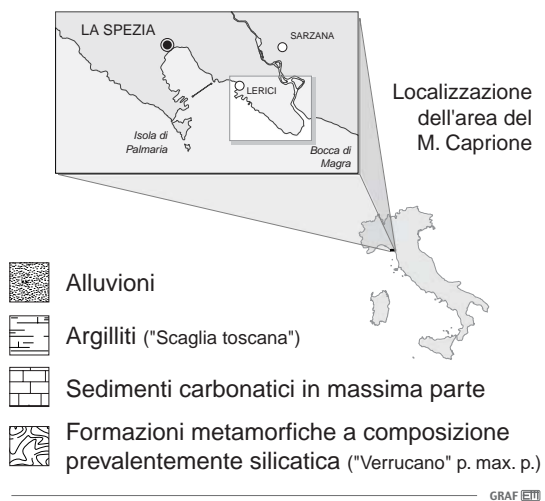 LA SPEZIA
SARZANA
LERICI
Isola di
Palmaria
Bocca di
Magra
Localizzazione
dell'area del
M. Caprione
Alluvioni
Argilliti ("Scaglia toscana")
Sedimenti carbonatici in massima parte
Formazioni metamorfiche a composizione
prevalentemente silicatica ("Verrucano" p. max. p.)
GRAF